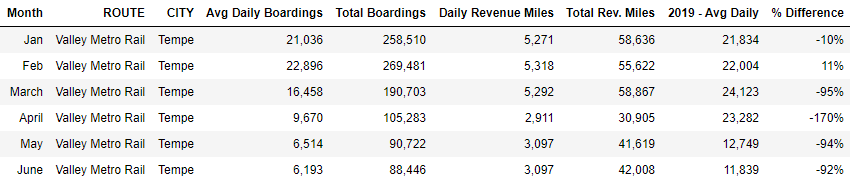 Month ROUTE CITY Avg Daily Boardings Total Boardings Daily Revenue Miles Total Rev. Miles 2019 - Avg Daily % Difference
Jan Valley Metro Rail Tempe 21,036 258,510 5,271 58,636 21,834 -10%
Feb Valley Metro Rail Tempe 22,896 269,481 5,318 55,622 22,004 11%
March Valley Metro Rail Tempe 16,458 190,703 5,292 58,867 24,123 -95%
April Valley Metro Rail Tempe 9,670 105,283 2,911 30,905 23,282 -170%
May Valley Metro Rail Tempe 6,514 90,722 3,097 41,619 12,749 -94%
June Valley Metro Rail Tempe 6,193 88,446 3,097 42,008 11,839 -92%